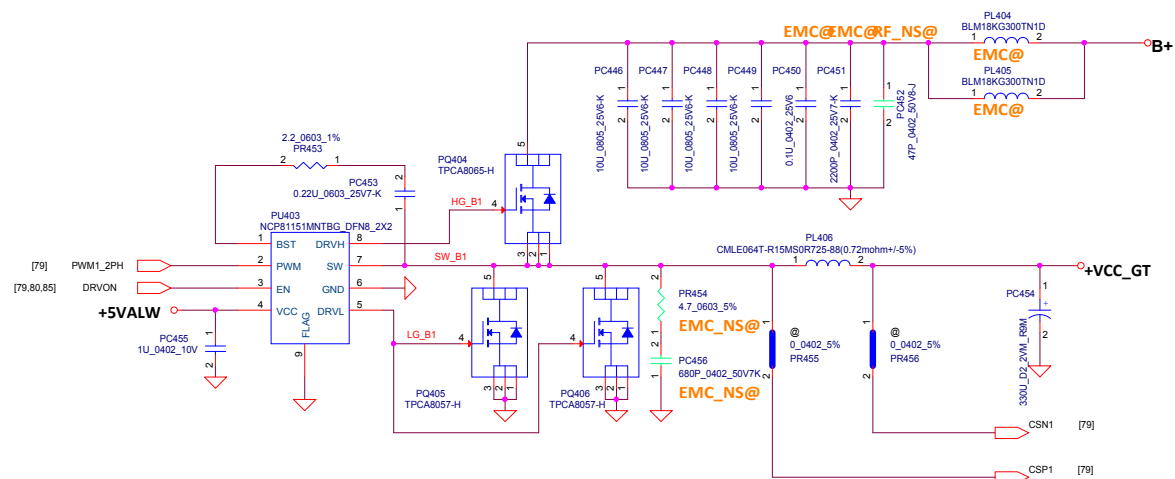 PL404
BLM18KG300TN1D
1
2
EMC@
B+
PL405
BLM18KG300TN1D
1
2
EMC@
EMC@
EMC@
RF_NS@
PC446
1
2
10U_0805_25V6-K
PC447
1
2
10U_0805_25V6-K
PC448
1
2
10U_0805_25V6-K
PC449
1
2
10U_0805_25V6-K
PC450
1
2
0.1U_0402_25V6
PC451
1
2
2200P_0402_25V7-K
1
PC452
2
47P_0402_50V8-J
2.2_0603_1%
2
1
PR453
PC453
0.22U_0603_25V7-K
2
1
PQ404
TPCA8065-H
5
4
3
2
1
HG_B1
PU403
NCP81151MNTBG_DFN8_2X2
1
BST
DRVH
8
[79]
PWM1_2PH
2
PWM
SW
7
SW_B1
[79,80,85]
DRVON
3
EN
GND
6
+5VALW
4
VCC
DRVL
5
FLAG
9
PC455
1U_0402_10V
1
2
LG_B1
5
4
3
2
1
PQ405
TPCA8057-H
5
4
3
2
1
PQ406
TPCA8057-H
2
PR454
4.7_0603_5%
1
EMC_NS@
2
PC456
680P_0402_50V7K
1
EMC_NS@
PL406
CMLE064T-R15MS0R725-88(0.72mohm+/-5%)
1
2
+VCC_GT
1
@
0_0402_5%
PR455
2
1
@
0_0402_5%
PR456
2
PC454
1
+
2
330U_D2_2VM_R9M
CSN1
[79]
CSP1
[79]